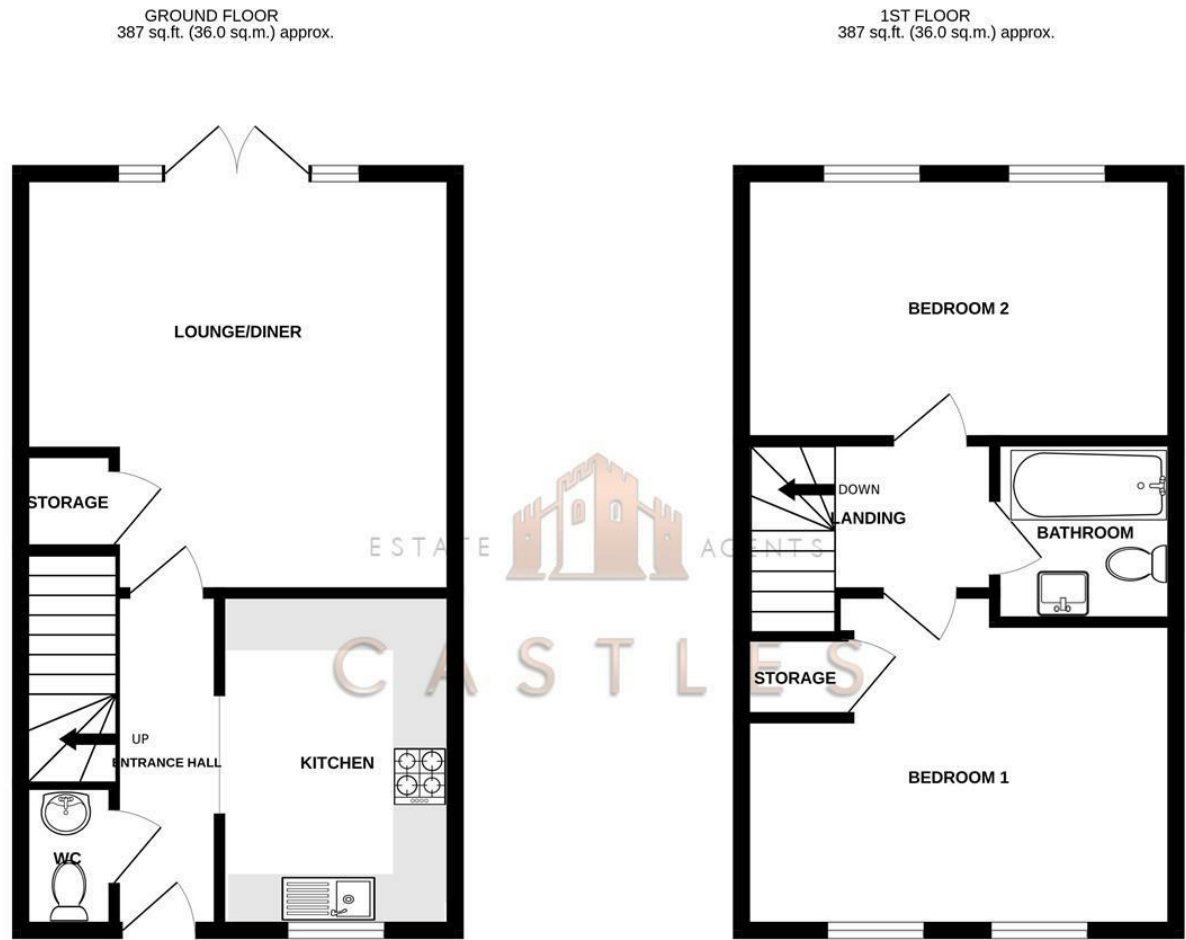 GROUND FLOOR
387 sq.ft. (36.0 sq.m.) approx.
1ST FLOOR
387 sq.ft. (36.0 sq.m.) approx.
LOUNGE/DINER
STORAGE
UP
ENTRANCE HALL
KITCHEN
WC
BEDROOM 2
DOWN
LANDING
BATHROOM
STORAGE
BEDROOM 1
ESTATE AGENTS
CASTLES